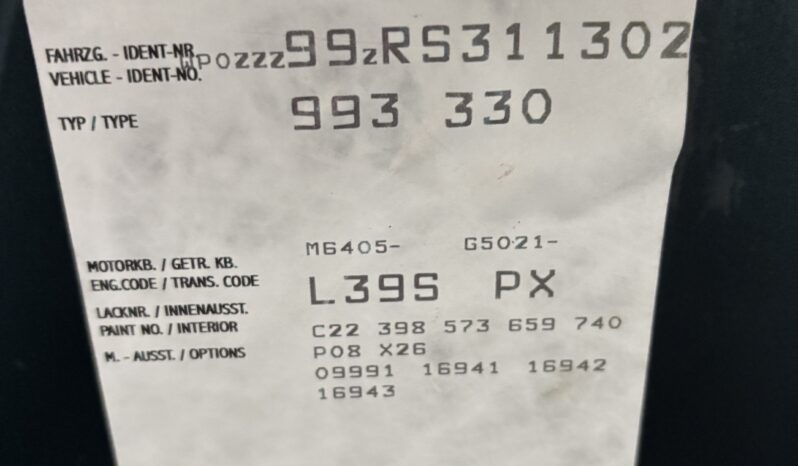 FAHRZG. - IDENT-NR. WPOZZZ99ZRS311302
VEHICLE - IDENT-NO.
TYP / TYPE 993 330
M6405- G5021-
MOTORKB. / GETR. KB.
ENG.CODE / TRANS. CODE L39S PX
LACKNR. / INNENAUSST.
PAINT NO. / INTERIOR C22 398 573 659 740
M. - AUSST. / OPTIONS P08 X26
09991 16941 16942
16943